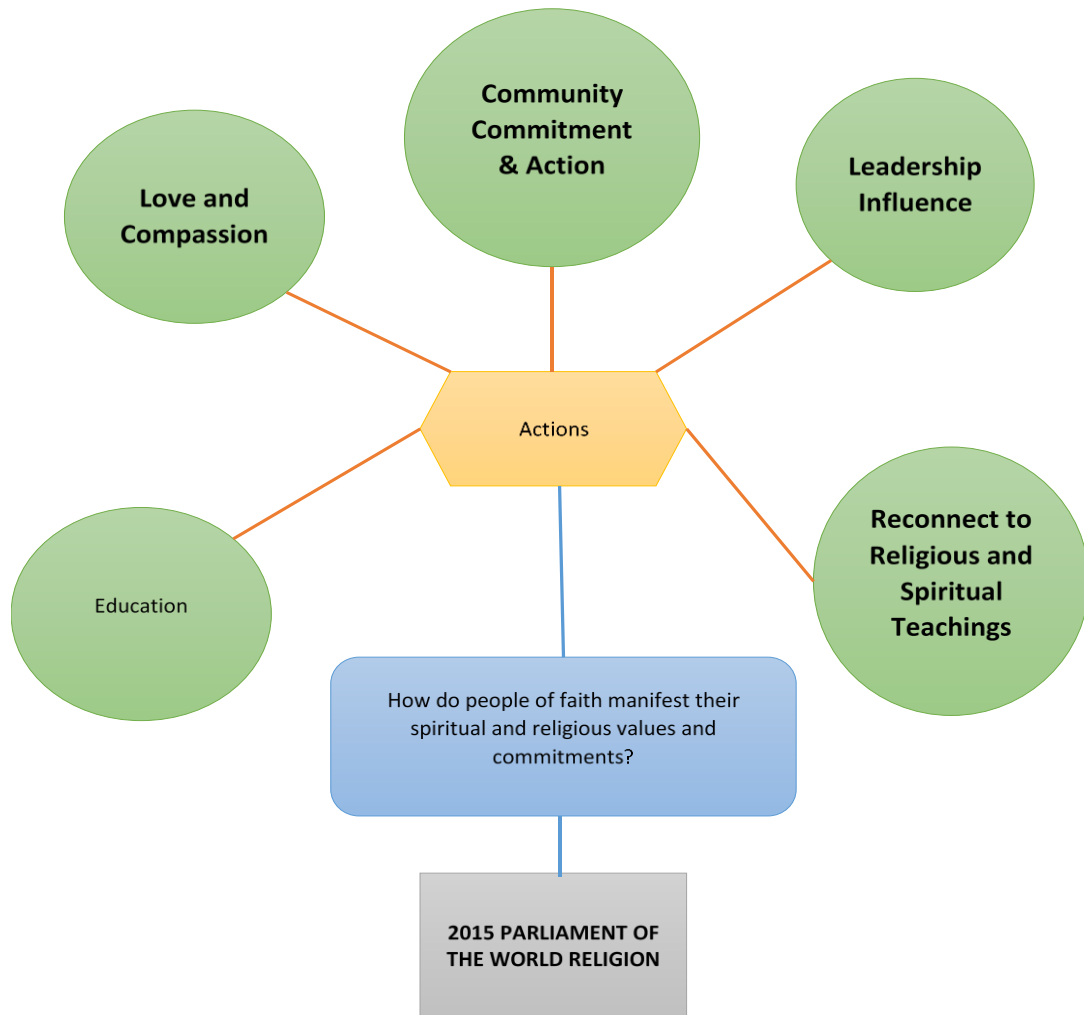 Community
Commitment
& Action
Love and
Compassion
Leadership
Influence
Actions
Education
Reconnect to
Religious and
Spiritual
Teachings
How do people of faith manifest their
spiritual and religious values and
commitments?
2015 PARLIAMENT OF
THE WORLD RELIGION